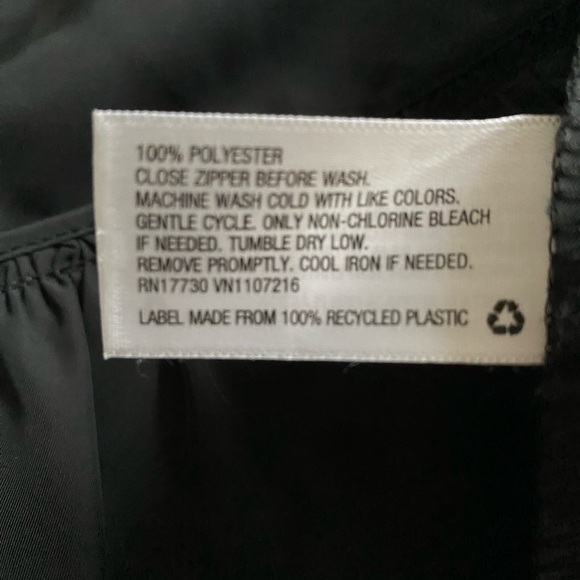 100% POLYESTER
CLOSE ZIPPER BEFORE WASH.
MACHINE WASH COLD WITH LIKE COLORS.
GENTLE CYCLE. ONLY NON-CHLORINE BLEACH
IF NEEDED. TUMBLE DRY LOW.
REMOVE PROMPTLY. COOL IRON IF NEEDED.
RN17730 VN1107216
LABEL MADE FROM 100% RECYCLED PLASTIC